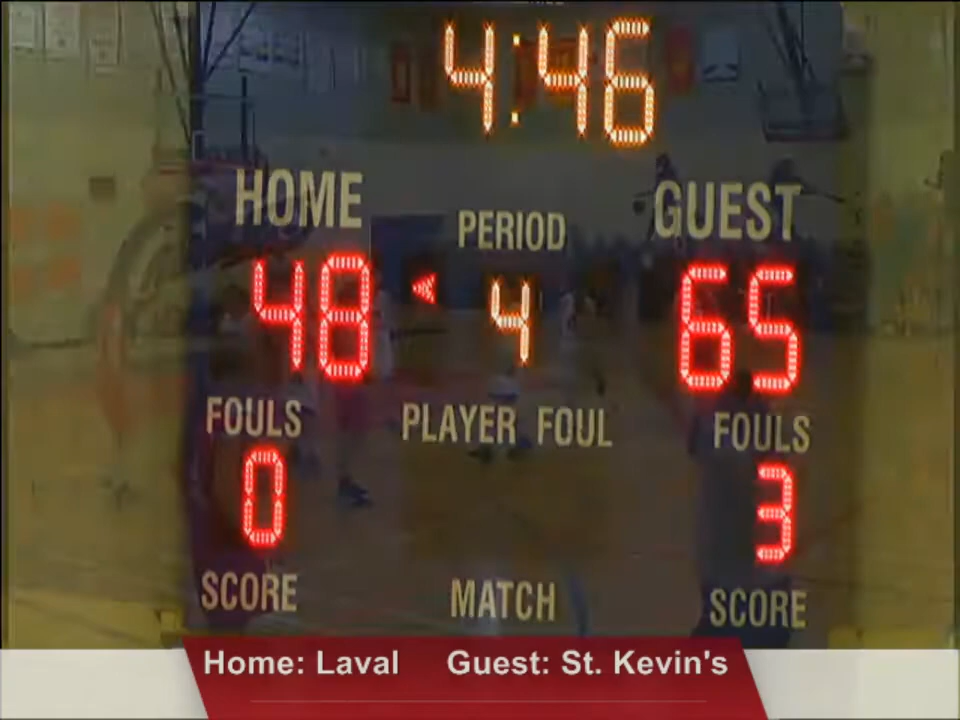 4:46
HOME GUEST
PERIOD
48 4 65
FOULS PLAYER FOUL FOULS
0 3
SCORE MATCH SCORE
Home: Laval Guest: St. Kevin's